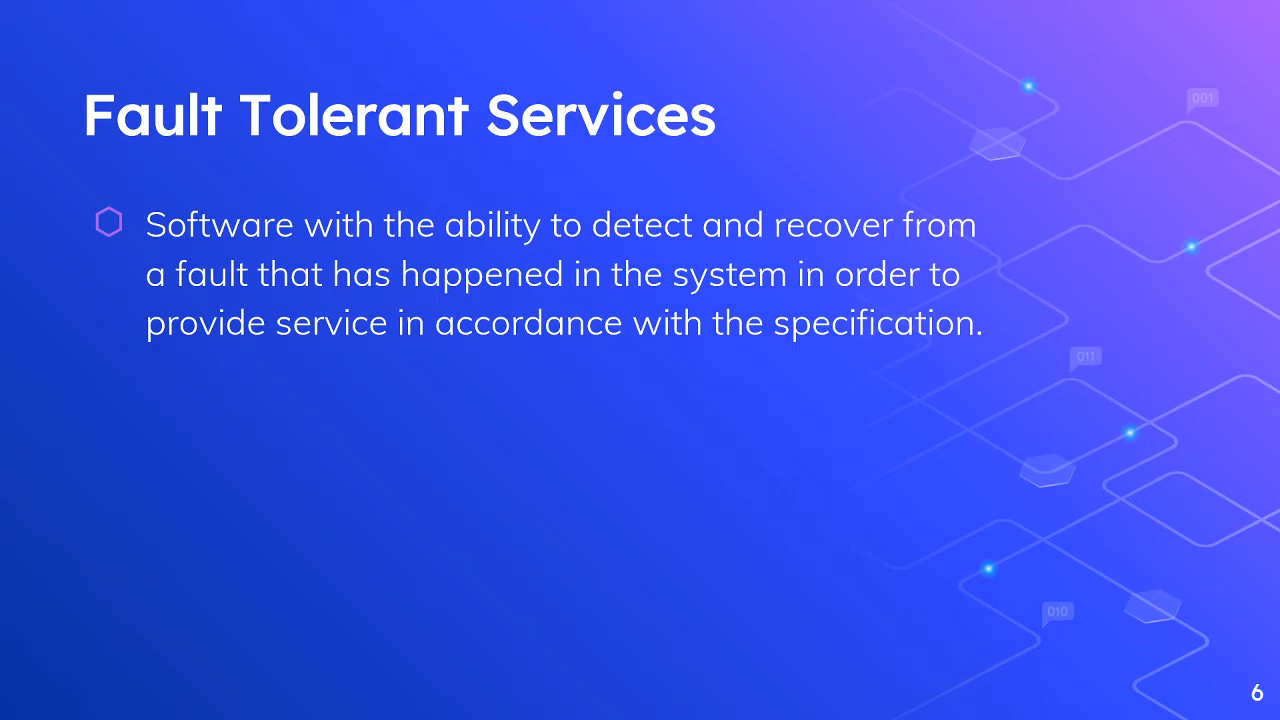 Fault Tolerant Services
001
Software with the ability to detect and recover from
a fault that has happened in the system in order to
provide service in accordance with the specification.
011
010
6